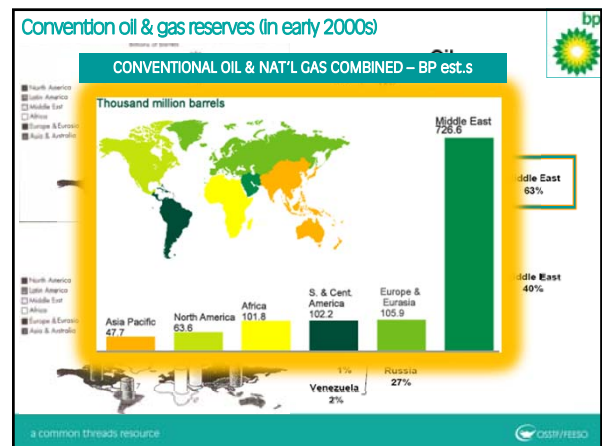 Convention oil & gas reserves (in early 2000s)
bp
CONVENTIONAL OIL & NAT'L GAS COMBINED – BP est.s
North America
Latin America
Middle East
Africa
Europe & Eurasia
Asia & Australia
Thousand million barrels
Middle East
726.6
ddle East
63%
ddle East
40%
North America
Latin America
Middle East
Africa
Europe & Eurasia
Asia & Australia
Asia Pacific
47.7
North America
63.6
Africa
101.8
S. & Cent.
America
102.2
Europe &
Eurasia
105.9
1%
Russia
27%
Venezuela
2%
a common threads resource
OSSTF/FEESO